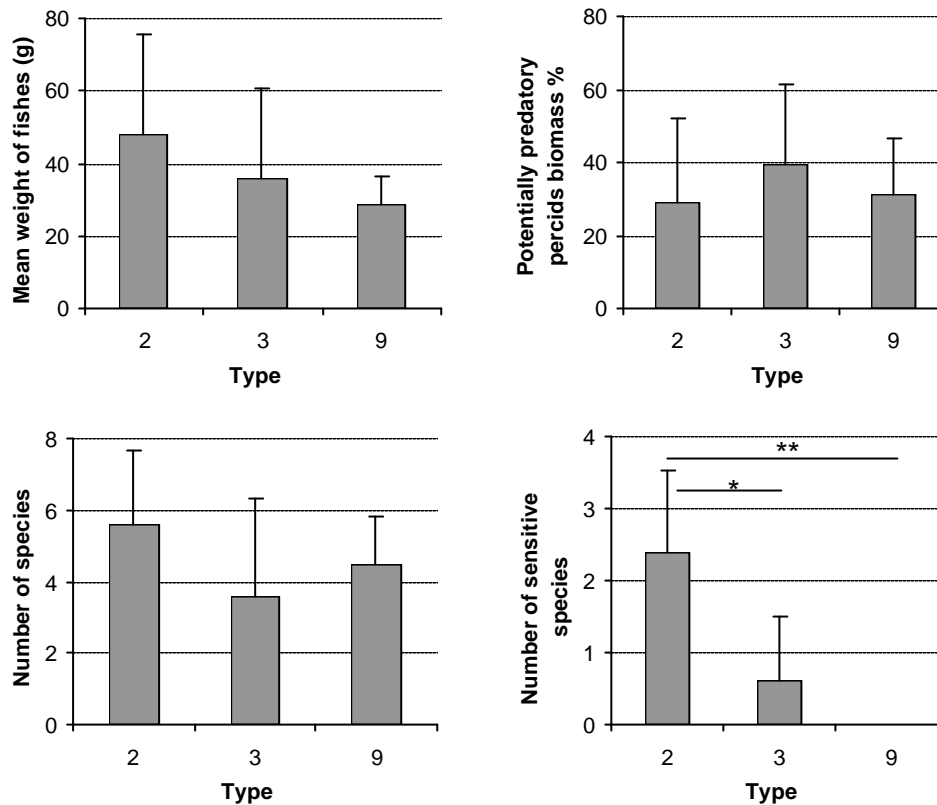 Mean weight of fishes (g)
80
60
40
20
0
2 3 9
Type
Potentially predatory
percids biomass %
80
60
40
20
0
2 3 9
Type
Number of species
8
6
4
2
0
2 3 9
Type
Number of sensitive
species
4
3
2
1
0
**
*
2 3 9
Type